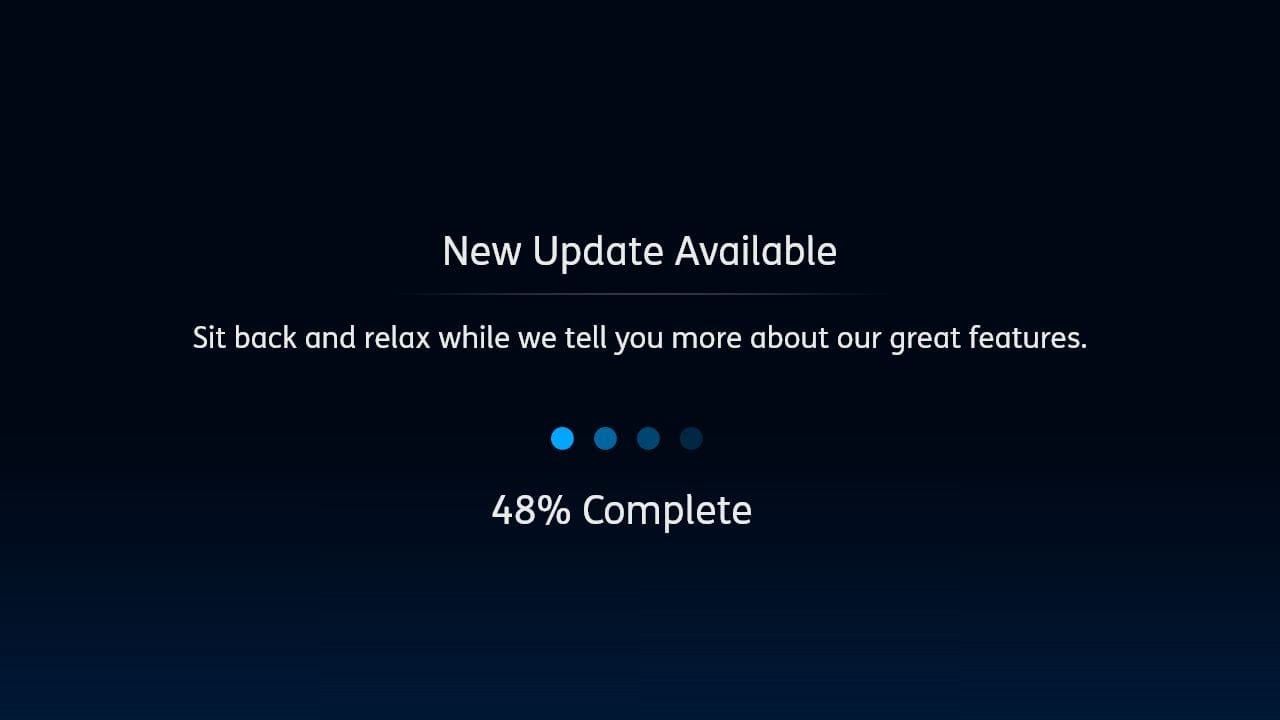 New Update Available
Sit back and relax while we tell you more about our great features.
48% Complete